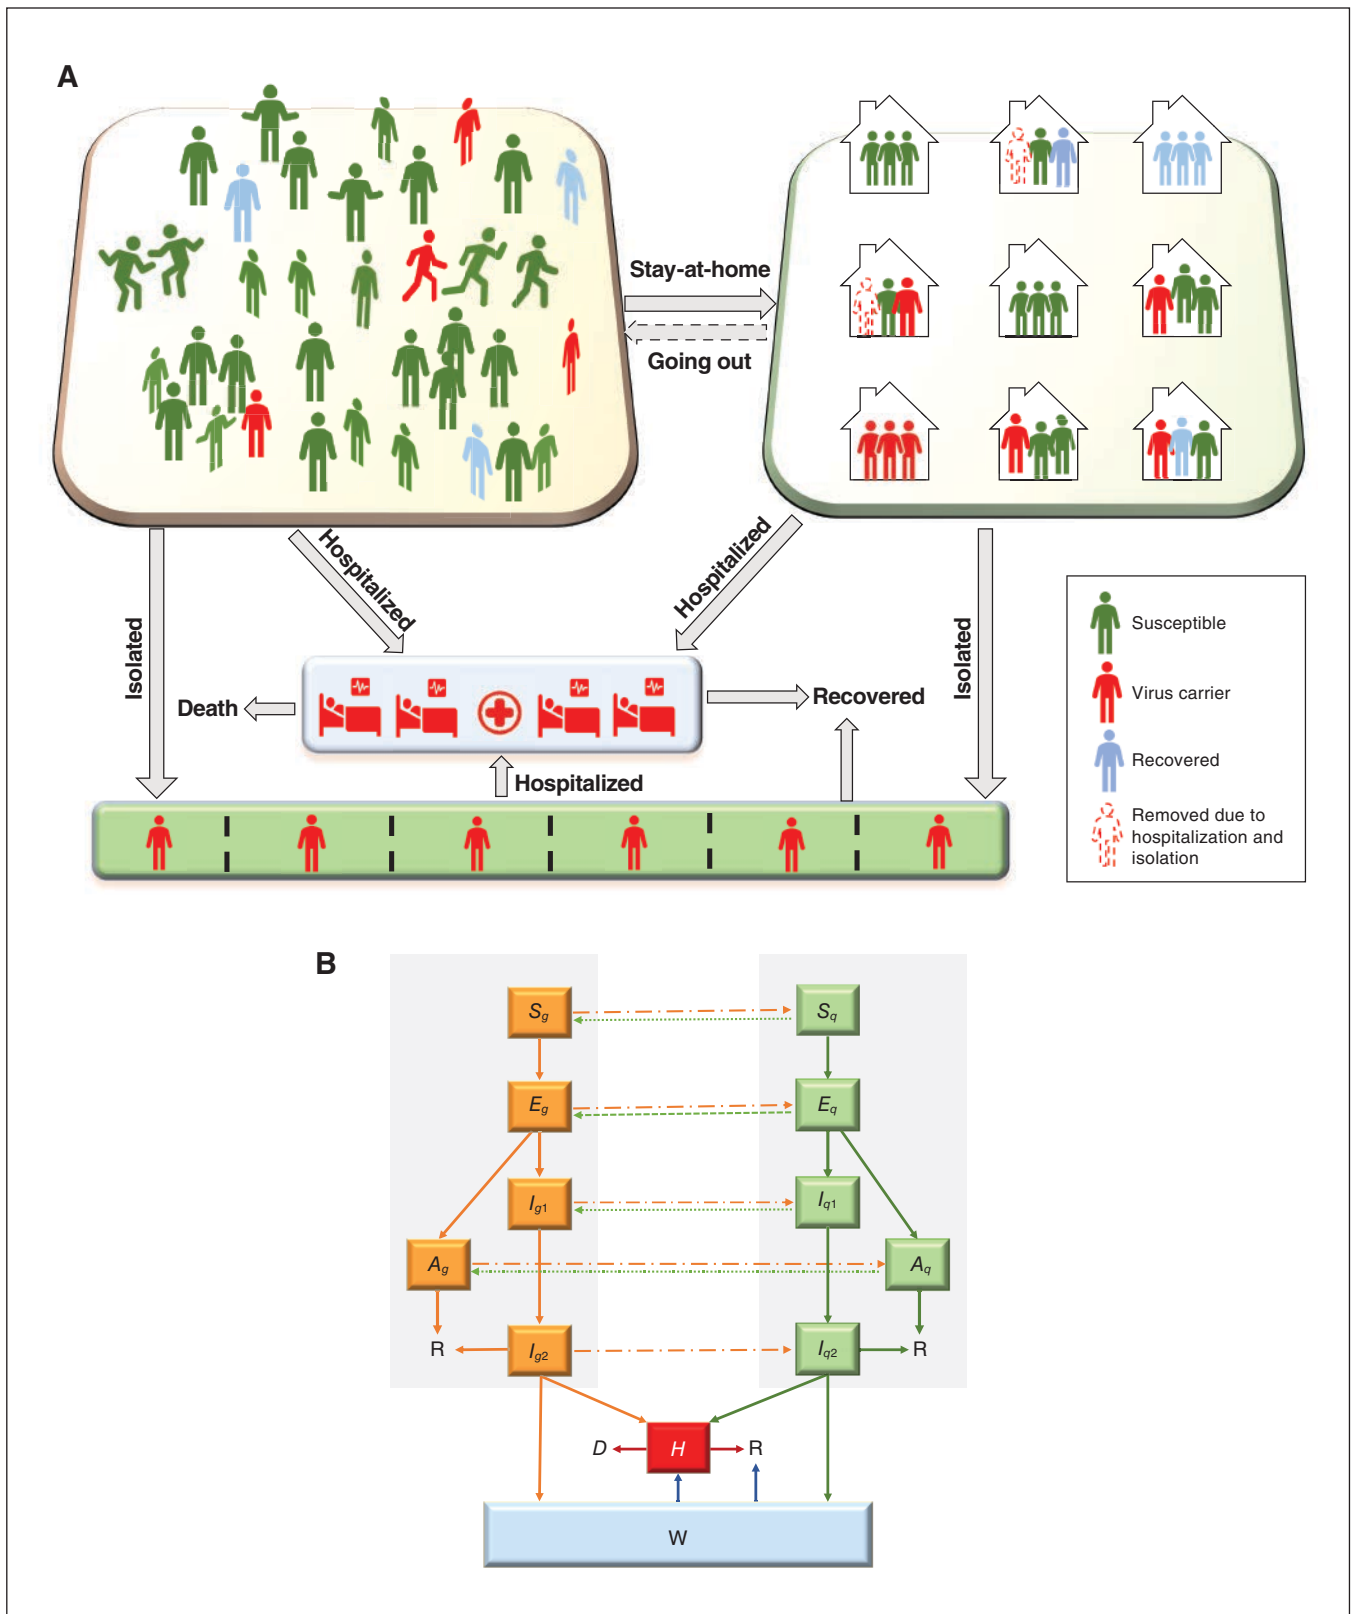 A
Stay-at-home
Going out
Hospitalized
Hospitalized
Isolated
Isolated
Death
Recovered
Hospitalized
Susceptible
Virus carrier
Recovered
Removed due to
hospitalization and
isolation
B
Sg
Sq
Eg
Eq
Ig1
Iq1
Ag
Aq
R
Ig2
Iq2
R
D
H
R
W